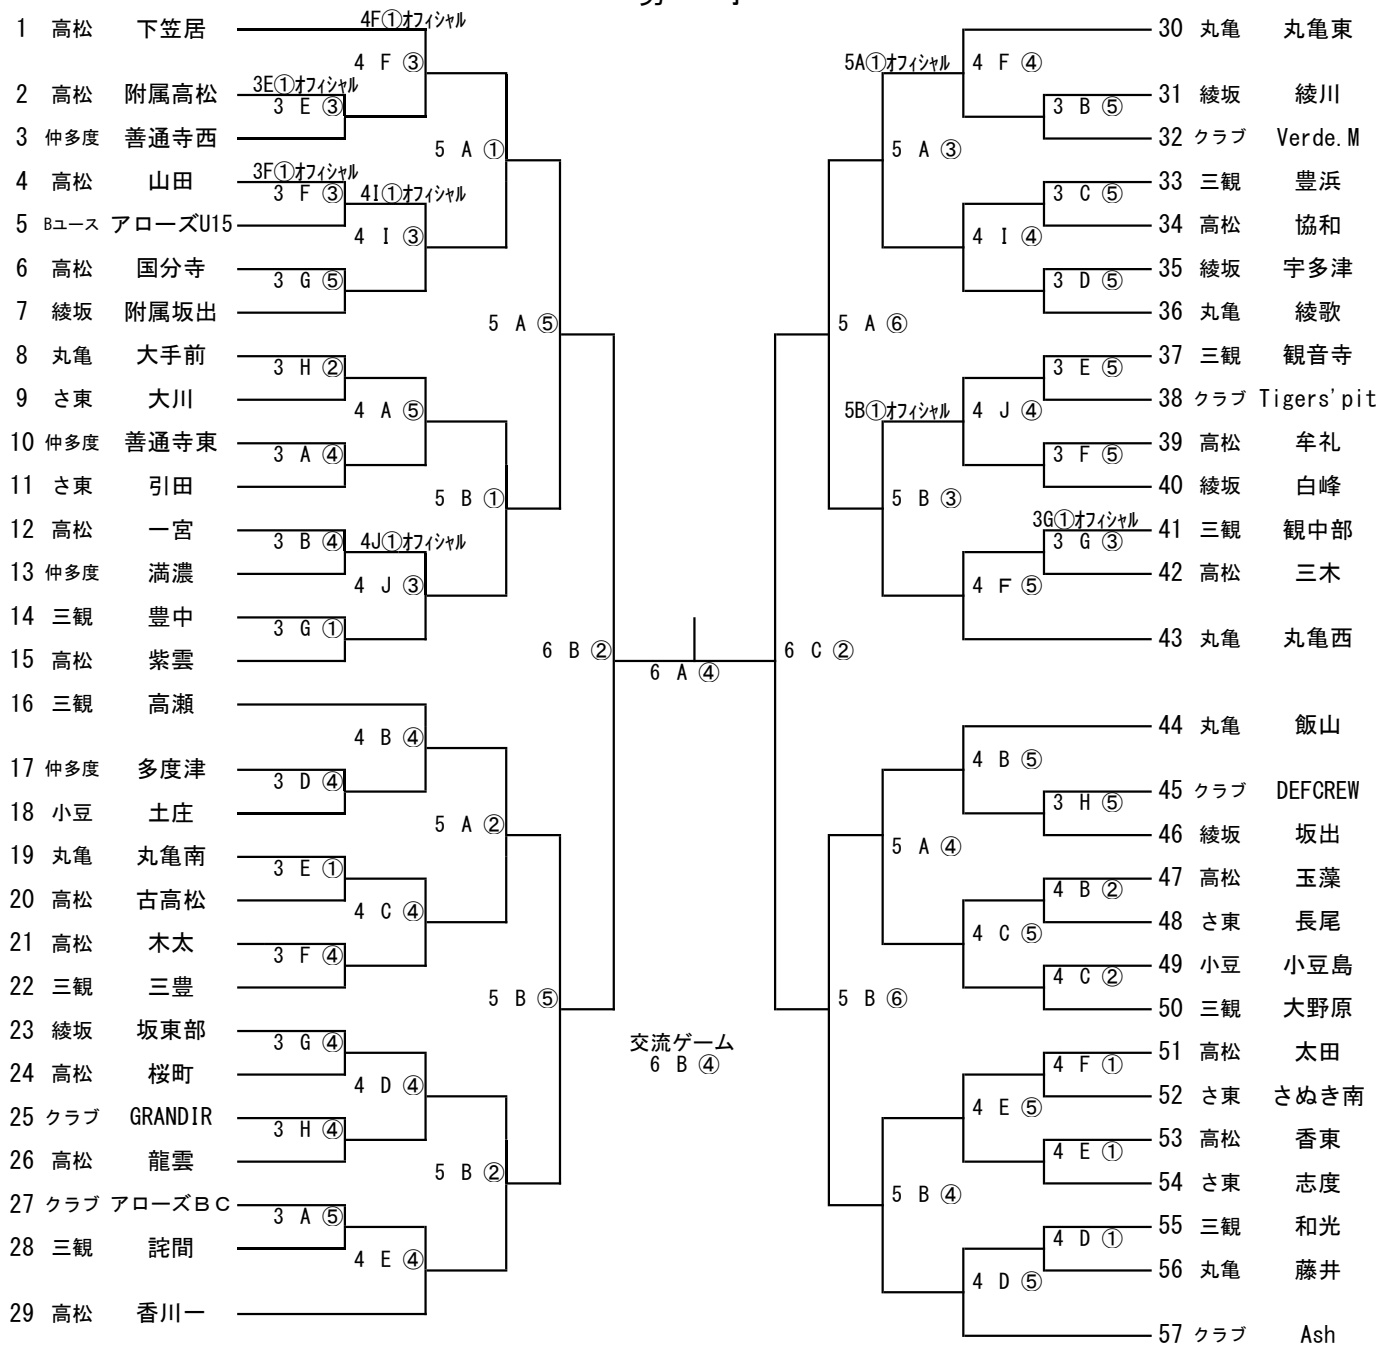 1 高松 下笠居
4F①オフィシャル
4 F ③
2 高松 附属高松
3E①オフィシャル
3 E ③
3 仲多度 善通寺西
5 A ①
4 高松 山田
3F①オフィシャル
3 F ③
4I①オフィシャル
5 Bユース アローズU15
4 I ③
6 高松 国分寺
3 G ⑤
7 綾坂 附属坂出
5 A ⑤
8 丸亀 大手前
3 H ②
9 さ東 大川
4 A ⑤
10 仲多度 善通寺東
3 A ④
11 さ東 引田
5 B ①
12 高松 一宮
3 B ④
4J①オフィシャル
13 仲多度 満濃
4 J ③
14 三観 豊中
3 G ①
15 高松 紫雲
6 B ②
16 三観 高瀬
4 B ④
17 仲多度 多度津
3 D ④
18 小豆 土庄
5 A ②
19 丸亀 丸亀南
3 E ①
20 高松 古高松
4 C ④
21 高松 木太
3 F ④
22 三観 三豊
5 B ⑤
23 綾坂 坂東部
3 G ④
24 高松 桜町
4 D ④
25 クラブ GRANDIR
3 H ④
26 高松 龍雲
5 B ②
27 クラブ アローズＢＣ
3 A ⑤
28 三観 詫間
4 E ④
29 高松 香川一
6 A ④
交流ゲーム
6 B ④
30 丸亀 丸亀東
5A①オフィシャル
4 F ④
31 綾坂 綾川
3 B ⑤
32 クラブ Verde.M
5 A ③
33 三観 豊浜
3 C ⑤
34 高松 協和
4 I ④
35 綾坂 宇多津
3 D ⑤
36 丸亀 綾歌
5 A ⑥
37 三観 観音寺
3 E ⑤
38 クラブ Tigers'pit
5B①オフィシャル
4 J ④
39 高松 牟礼
3 F ⑤
40 綾坂 白峰
5 B ③
3G①オフィシャル
41 三観 観中部
3 G ③
42 高松 三木
4 F ⑤
43 丸亀 丸亀西
6 C ②
44 丸亀 飯山
4 B ⑤
45 クラブ DEFCREW
3 H ⑤
46 綾坂 坂出
5 A ④
47 高松 玉藻
4 B ②
48 さ東 長尾
4 C ⑤
49 小豆 小豆島
4 C ②
50 三観 大野原
5 B ⑥
51 高松 太田
4 F ①
52 さ東 さぬき南
4 E ⑤
53 高松 香東
4 E ①
54 さ東 志度
5 B ④
55 三観 和光
4 D ①
56 丸亀 藤井
4 D ⑤
57 クラブ Ash